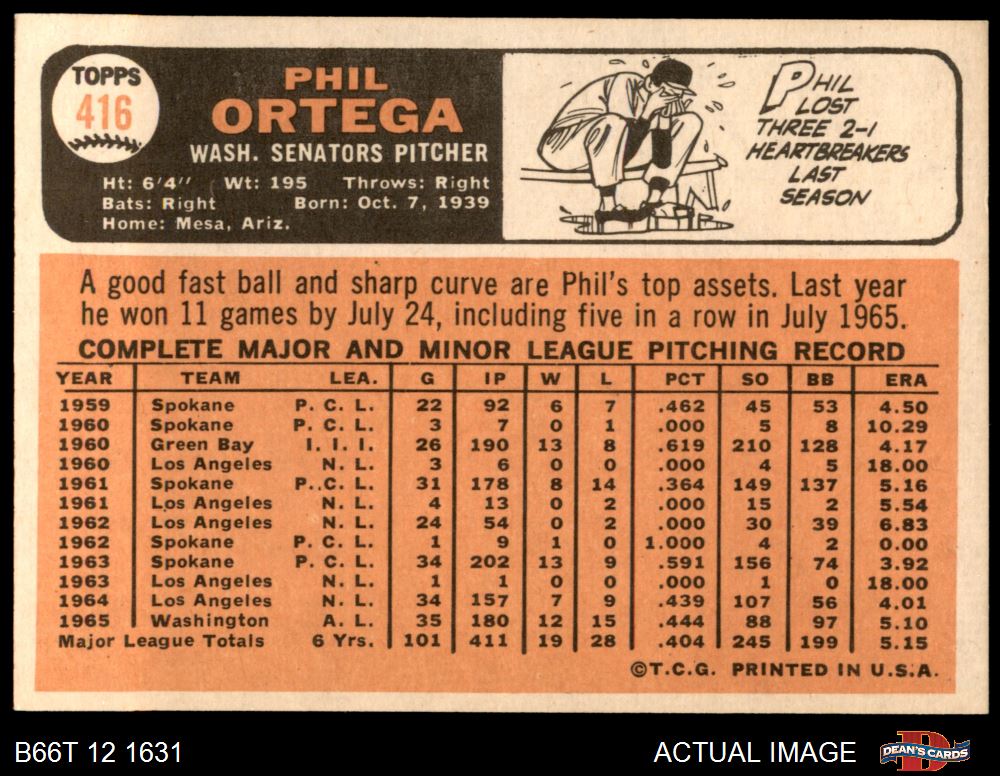 TOPPS
416
PHIL
ORTEGA
WASH. SENATORS PITCHER
Ht: 6'4" Wt: 195 Throws: Right
Bats: Right Born: Oct. 7, 1939
Home: Mesa, Ariz.
PHIL
LOST
THREE 2-1
HEARTBREAKERS
LAST
SEASON
A good fast ball and sharp curve are Phil's top assets. Last year
he won 11 games by July 24, including five in a row in July 1965.
COMPLETE MAJOR AND MINOR LEAGUE PITCHING RECORD
YEAR TEAM LEA. G IP W L PCT SO BB ERA
1959 Spokane P. C. L. 22 92 6 7 .462 45 53 4.50
1960 Spokane P. C. L. 3 7 0 1 .000 5 8 10.29
1960 Green Bay I. I. I. 26 190 13 8 .619 210 128 4.17
1960 Los Angeles N. L. 3 6 0 0 .000 4 5 18.00
1961 Spokane P. C. L. 31 178 8 14 .364 149 137 5.16
1961 Los Angeles N. L. 4 13 0 2 .000 15 2 5.54
1962 Los Angeles N. L. 24 54 0 2 .000 30 39 6.83
1962 Spokane P. C. L. 1 9 1 0 1.000 4 2 0.00
1963 Spokane P. C. L. 34 202 13 9 .591 156 74 3.92
1963 Los Angeles N. L. 1 1 0 0 .000 1 0 18.00
1964 Los Angeles N. L. 34 157 7 9 .439 107 56 4.01
1965 Washington A. L. 35 180 12 15 .444 88 97 5.10
Major League Totals 6 Yrs. 101 411 19 28 .404 245 199 5.15
©T.C.G. PRINTED IN U.S.A.
B66T 12 1631
ACTUAL IMAGE
DEAN'S CARDS